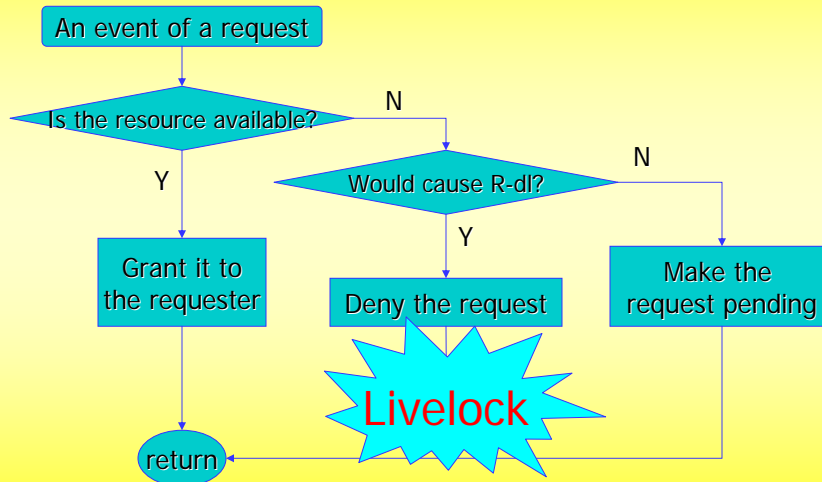 An event of a request
N
Is the resource available?
N
Would cause R-dl?
Y
Y
Grant it to
the requester
Make the
request pending
Deny the request
Livelock
return